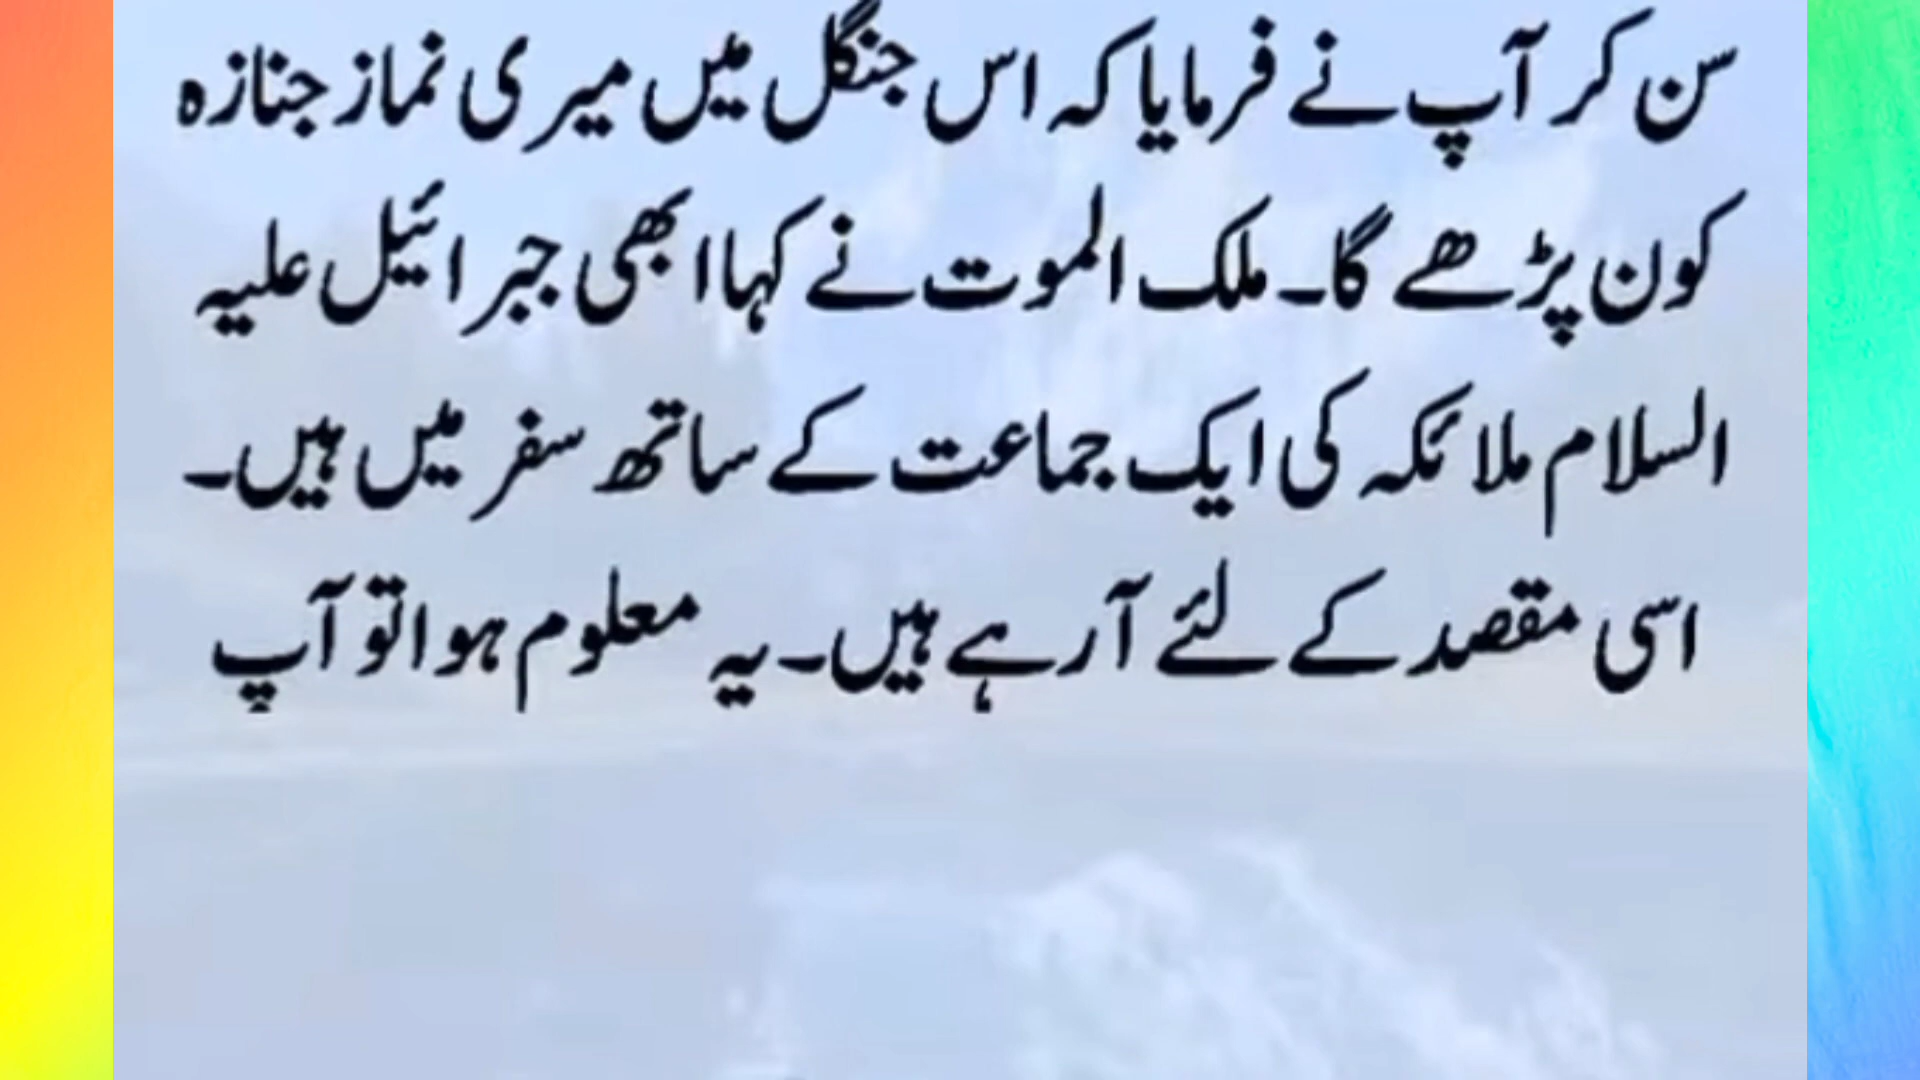 سن کر آپ نے فرمایا کہ اس جنگل میں میری نماز جنازہ
کون پڑھے گا۔ ملک الموت نے کہا ابھی جبرائیل علیہ
السلام ملائکہ کی ایک جماعت کے ساتھ سفر میں ہیں۔
اسی مقصد کے لئے آرہے ہیں۔ یہ معلوم ہوا تو آپ